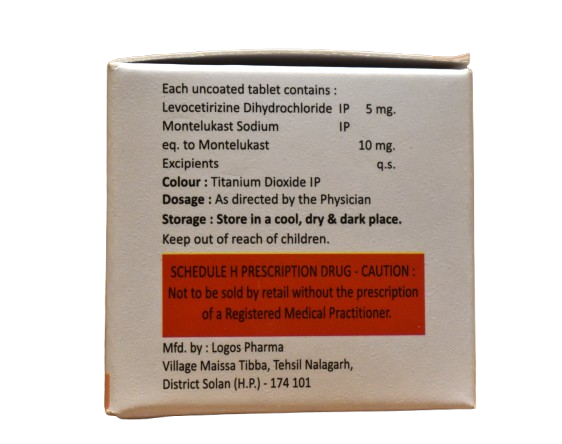 Each uncoated tablet contains :
Levocetirizine Dihydrochloride IP 5 mg.
Montelukast Sodium IP
eq. to Montelukast 10 mg.
Excipients q.s.
Colour : Titanium Dioxide IP
Dosage : As directed by the Physician
Storage : Store in a cool, dry & dark place.
Keep out of reach of children.
SCHEDULE H PRESCRIPTION DRUG - CAUTION :
Not to be sold by retail without the prescription
of a Registered Medical Practitioner.
Mfd. by : Logos Pharma
Village Maissa Tibba, Tehsil Nalagarh,
District Solan (H.P.) - 174 101